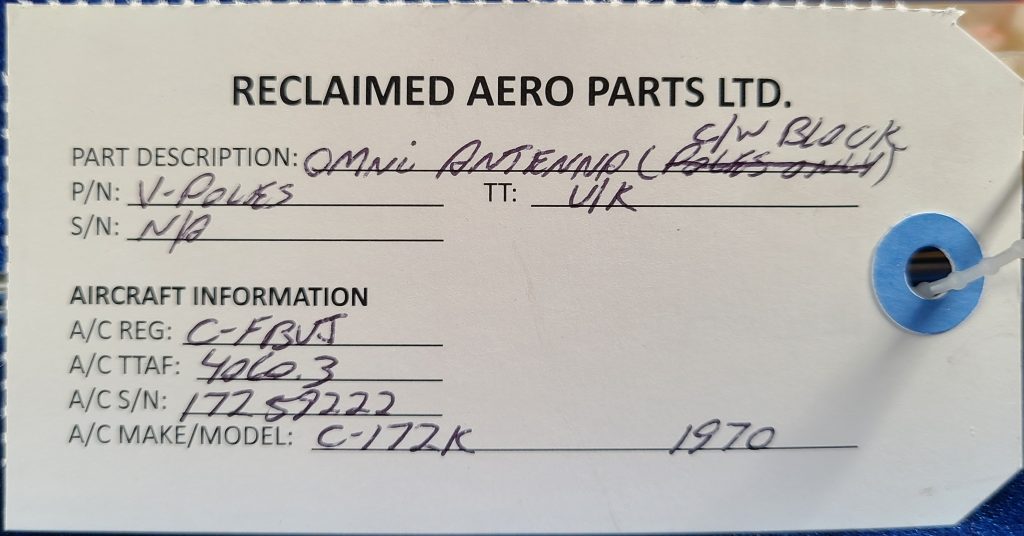 RECLAIMED AERO PARTS LTD.
C/W BLOCK
PART DESCRIPTION: OMNI ANTENNA (POLES ONLY)
P/N: V-POLES TT: U/K
S/N: N/A
AIRCRAFT INFORMATION
A/C REG: C-FBUJ
A/C TTAF: 4060.3
A/C S/N: 17259222
A/C MAKE/MODEL: C-172K 1970